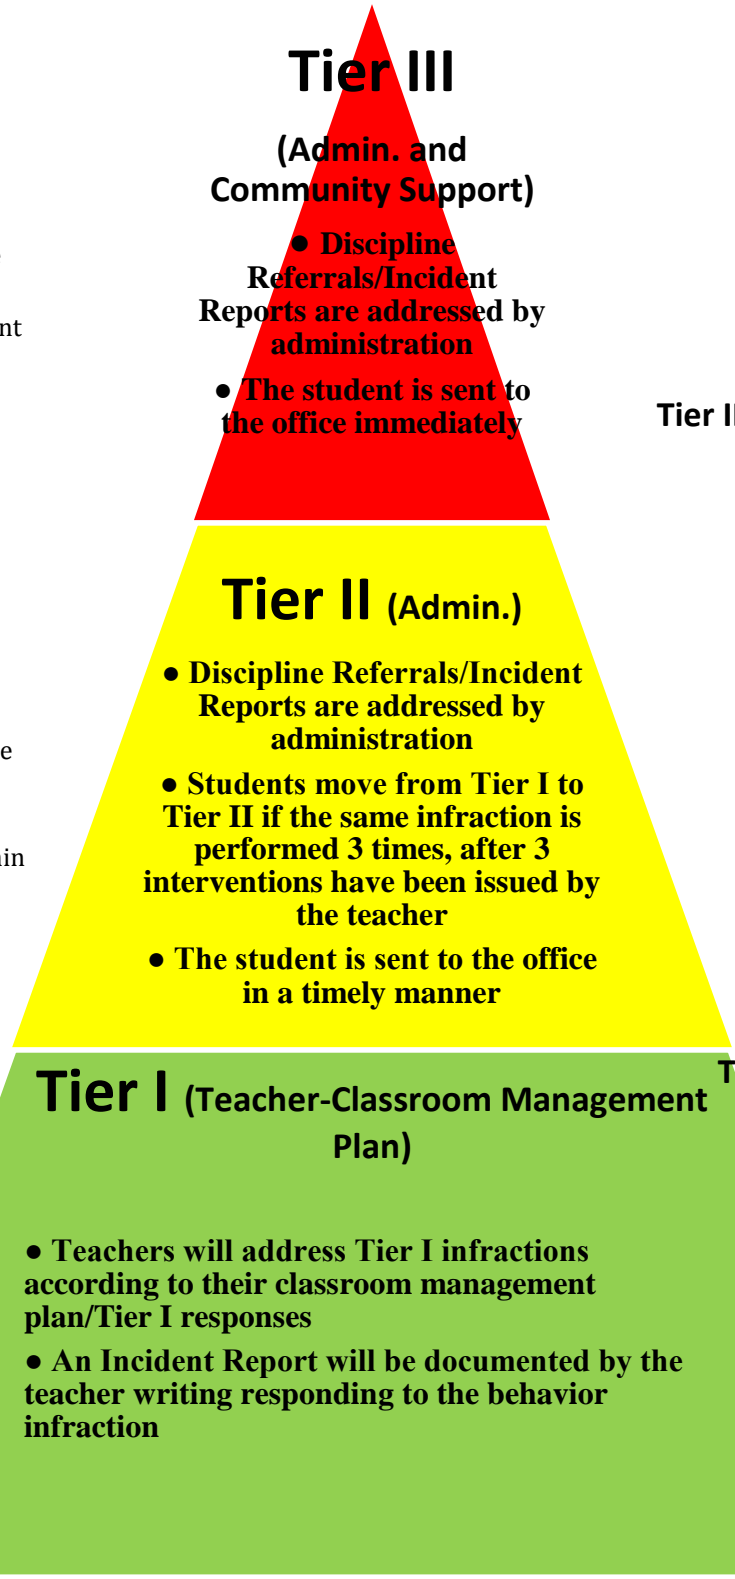 Tier III
(Admin. and
Community Support)
● Discipline
Referrals/Incident
Reports are addressed by
administration
● The student is sent to
the office immediately
Tier II (Admin.)
● Discipline Referrals/Incident
Reports are addressed by
administration
● Students move from Tier I to
Tier II if the same infraction is
performed 3 times, after 3
interventions have been issued by
the teacher
● The student is sent to the office
in a timely manner
Tier I (Teacher-Classroom Management
Plan)
● Teachers will address Tier I infractions
according to their classroom management
plan/Tier I responses
● An Incident Report will be documented by the
teacher writing responding to the behavior
infraction